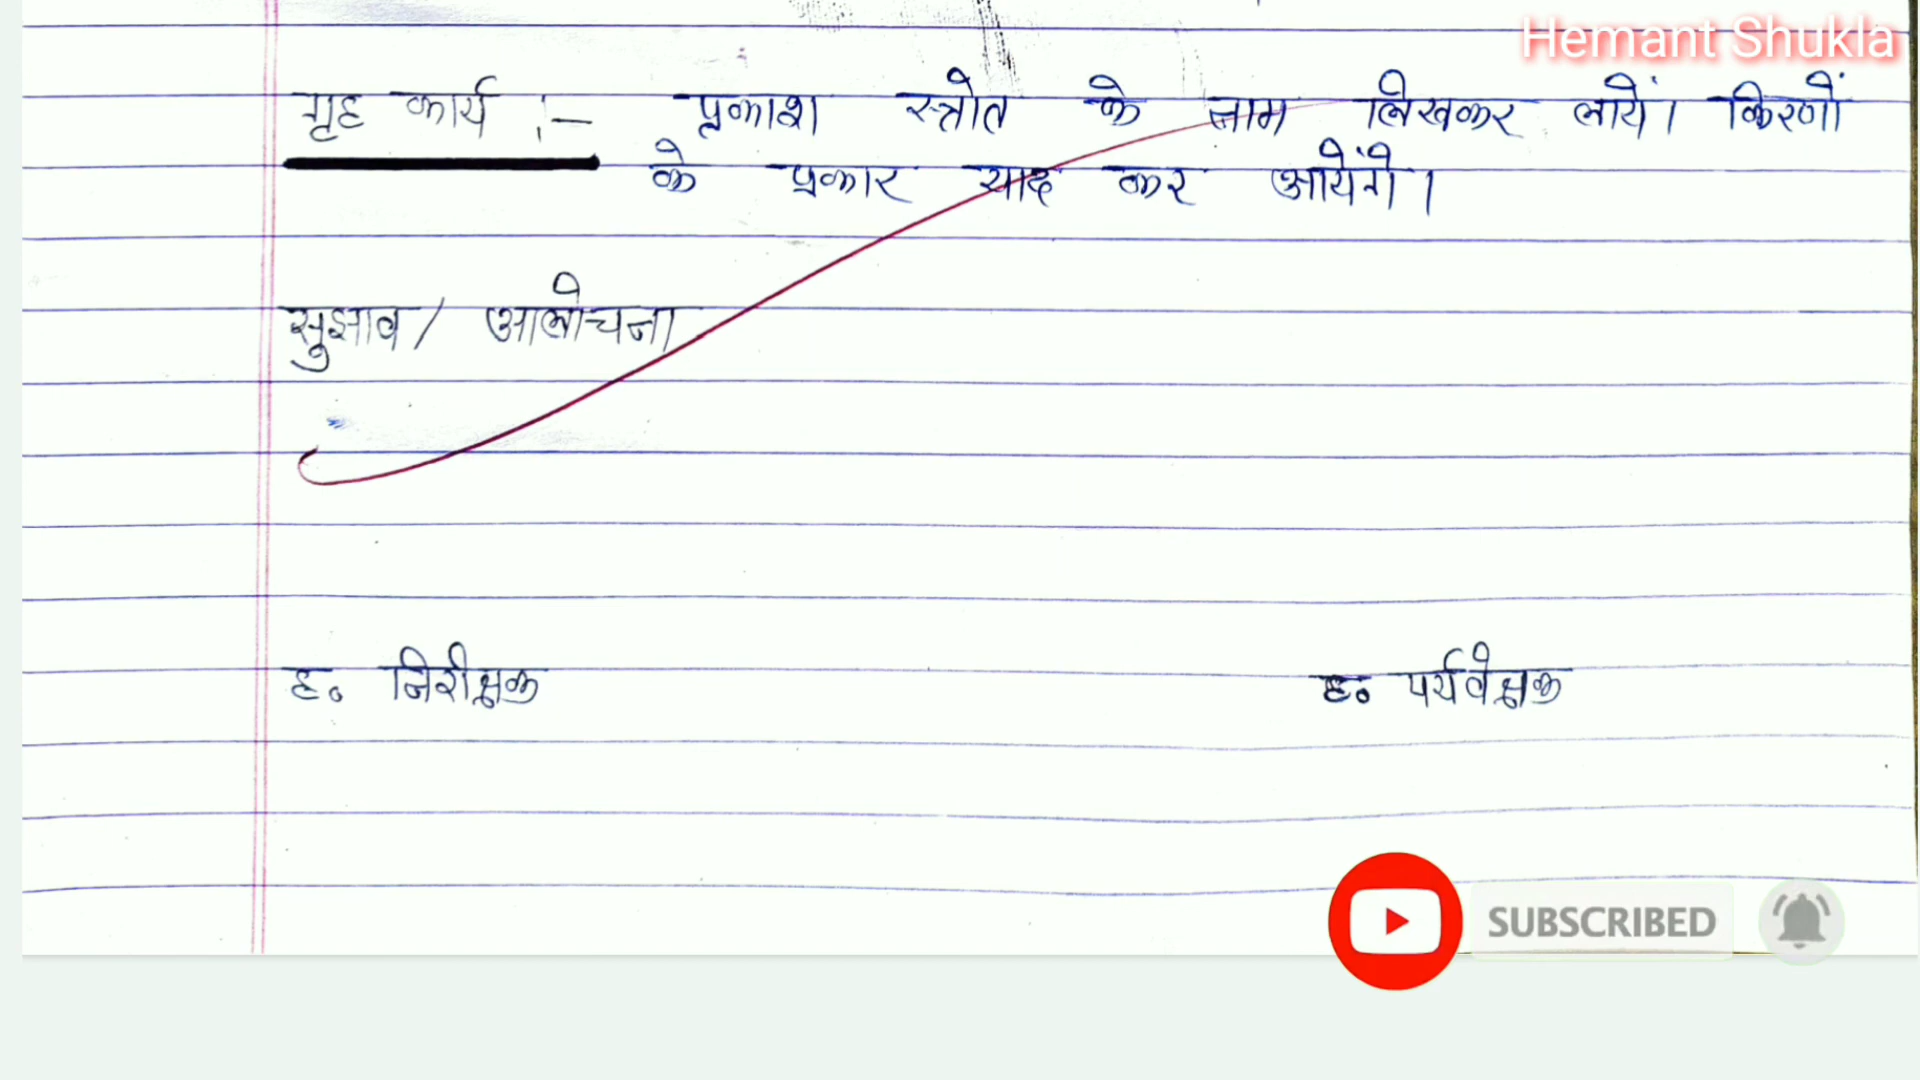 Hemant Shukla
गृह कार्य :- प्रकाश स्त्रोत के नाम लिखकर लायें। किरणों
के प्रकार याद कर आयेंगे।
सुझाव / आलोचना
ह० निरीक्षक ह० पर्यवेक्षक
SUBSCRIBED